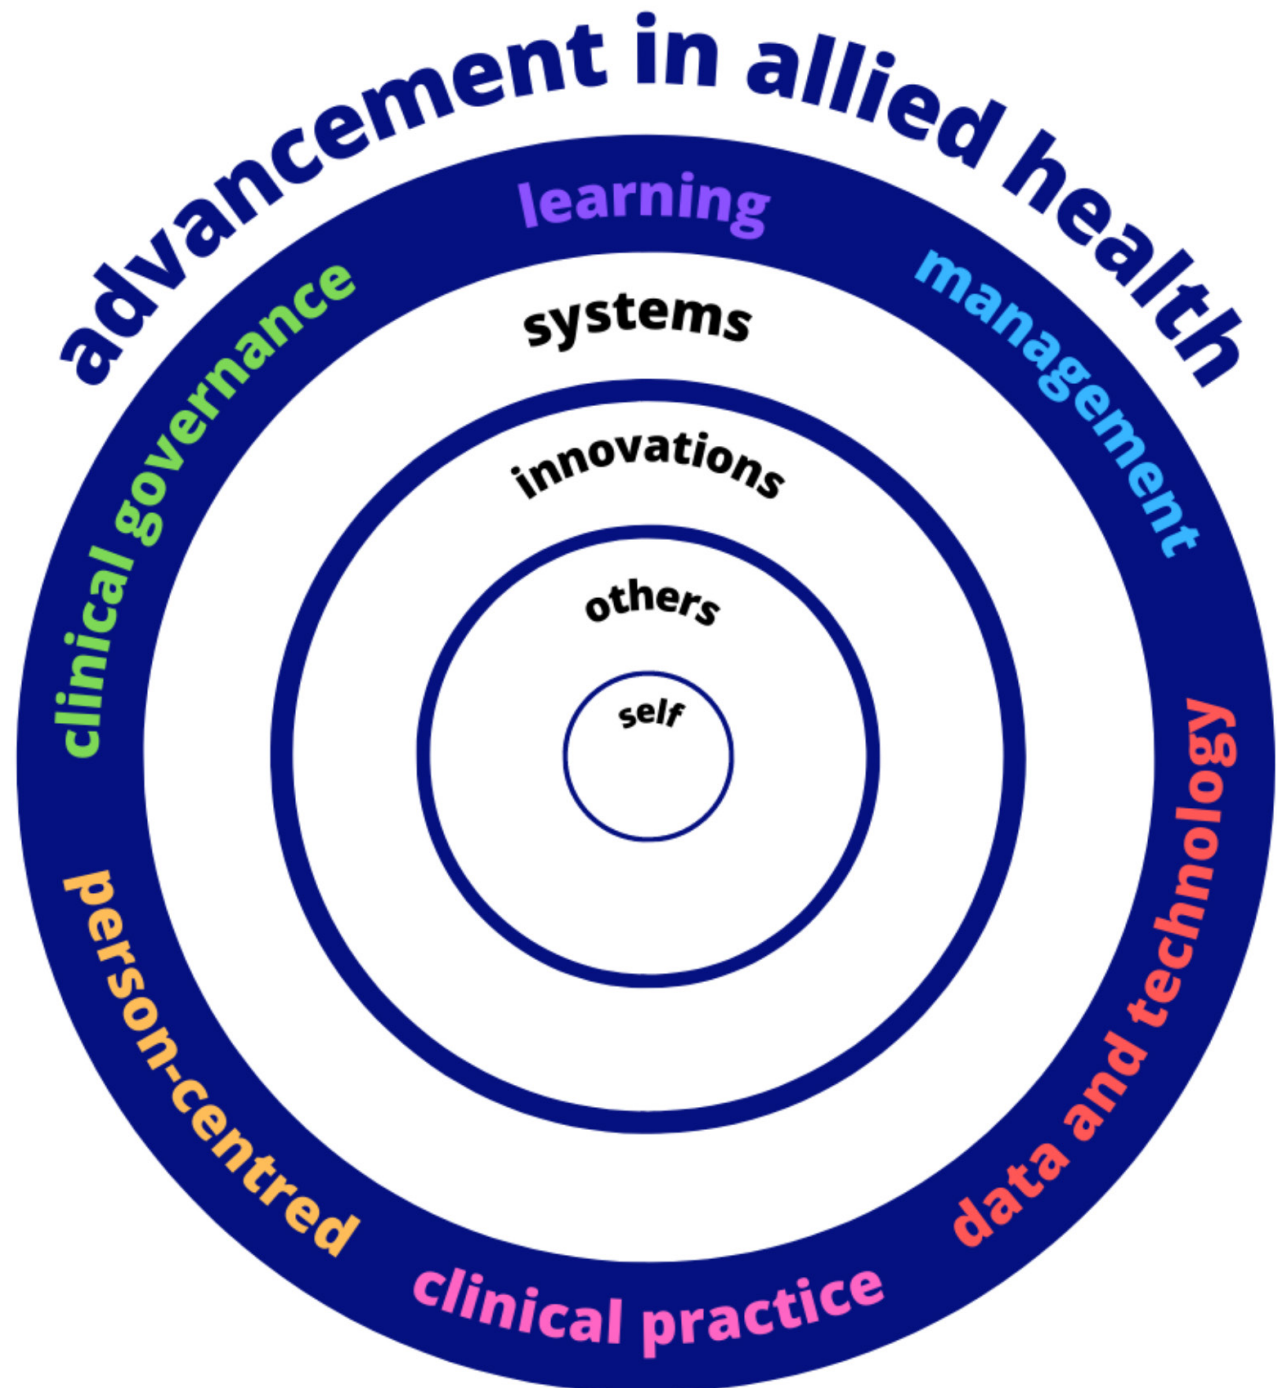 advancement in allied health
learning
management
data and technology
clinical practice
person-centred
clinical governance
systems
innovations
others
self